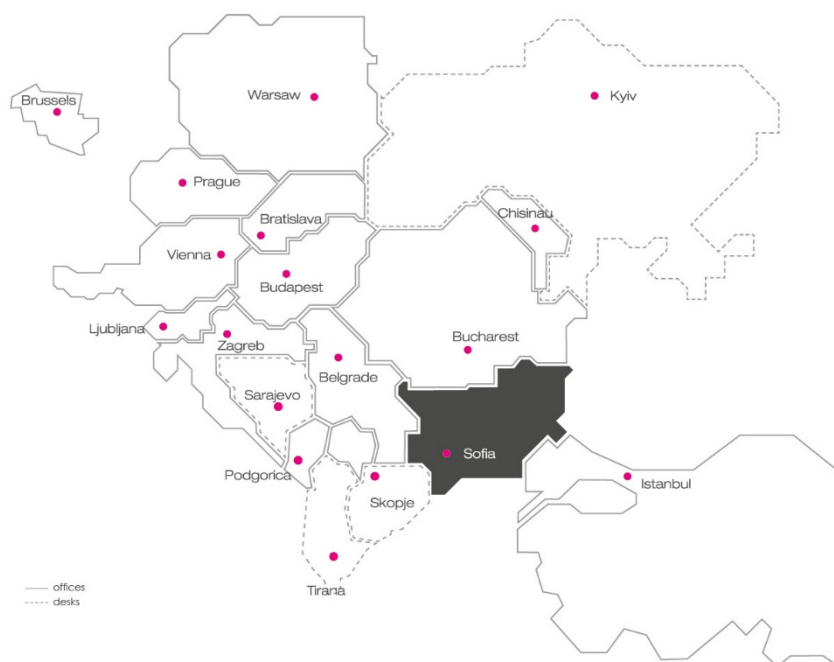 Warsaw
Kyiv
Brussels
Prague
Chisinau
Bratislava
Vienna
Budapest
Ljubljana
Zagreb
Bucharest
Belgrade
Sarajevo
Sofia
Podgorica
Istanbul
Skopje
Tirana
offices
desks